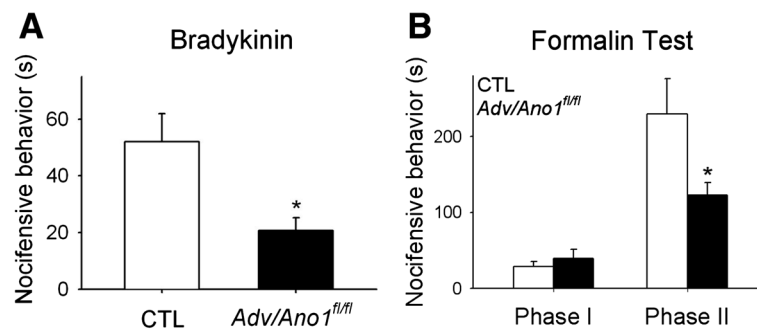 A
Bradykinin
Nocifensive behavior (s)
60
40
20
0
*
CTL
Adv/Ano1fl/fl
B
Formalin Test
Nocifensive behavior (s)
CTL
Adv/Ano1fl/fl
200
100
0
*
Phase I
Phase II